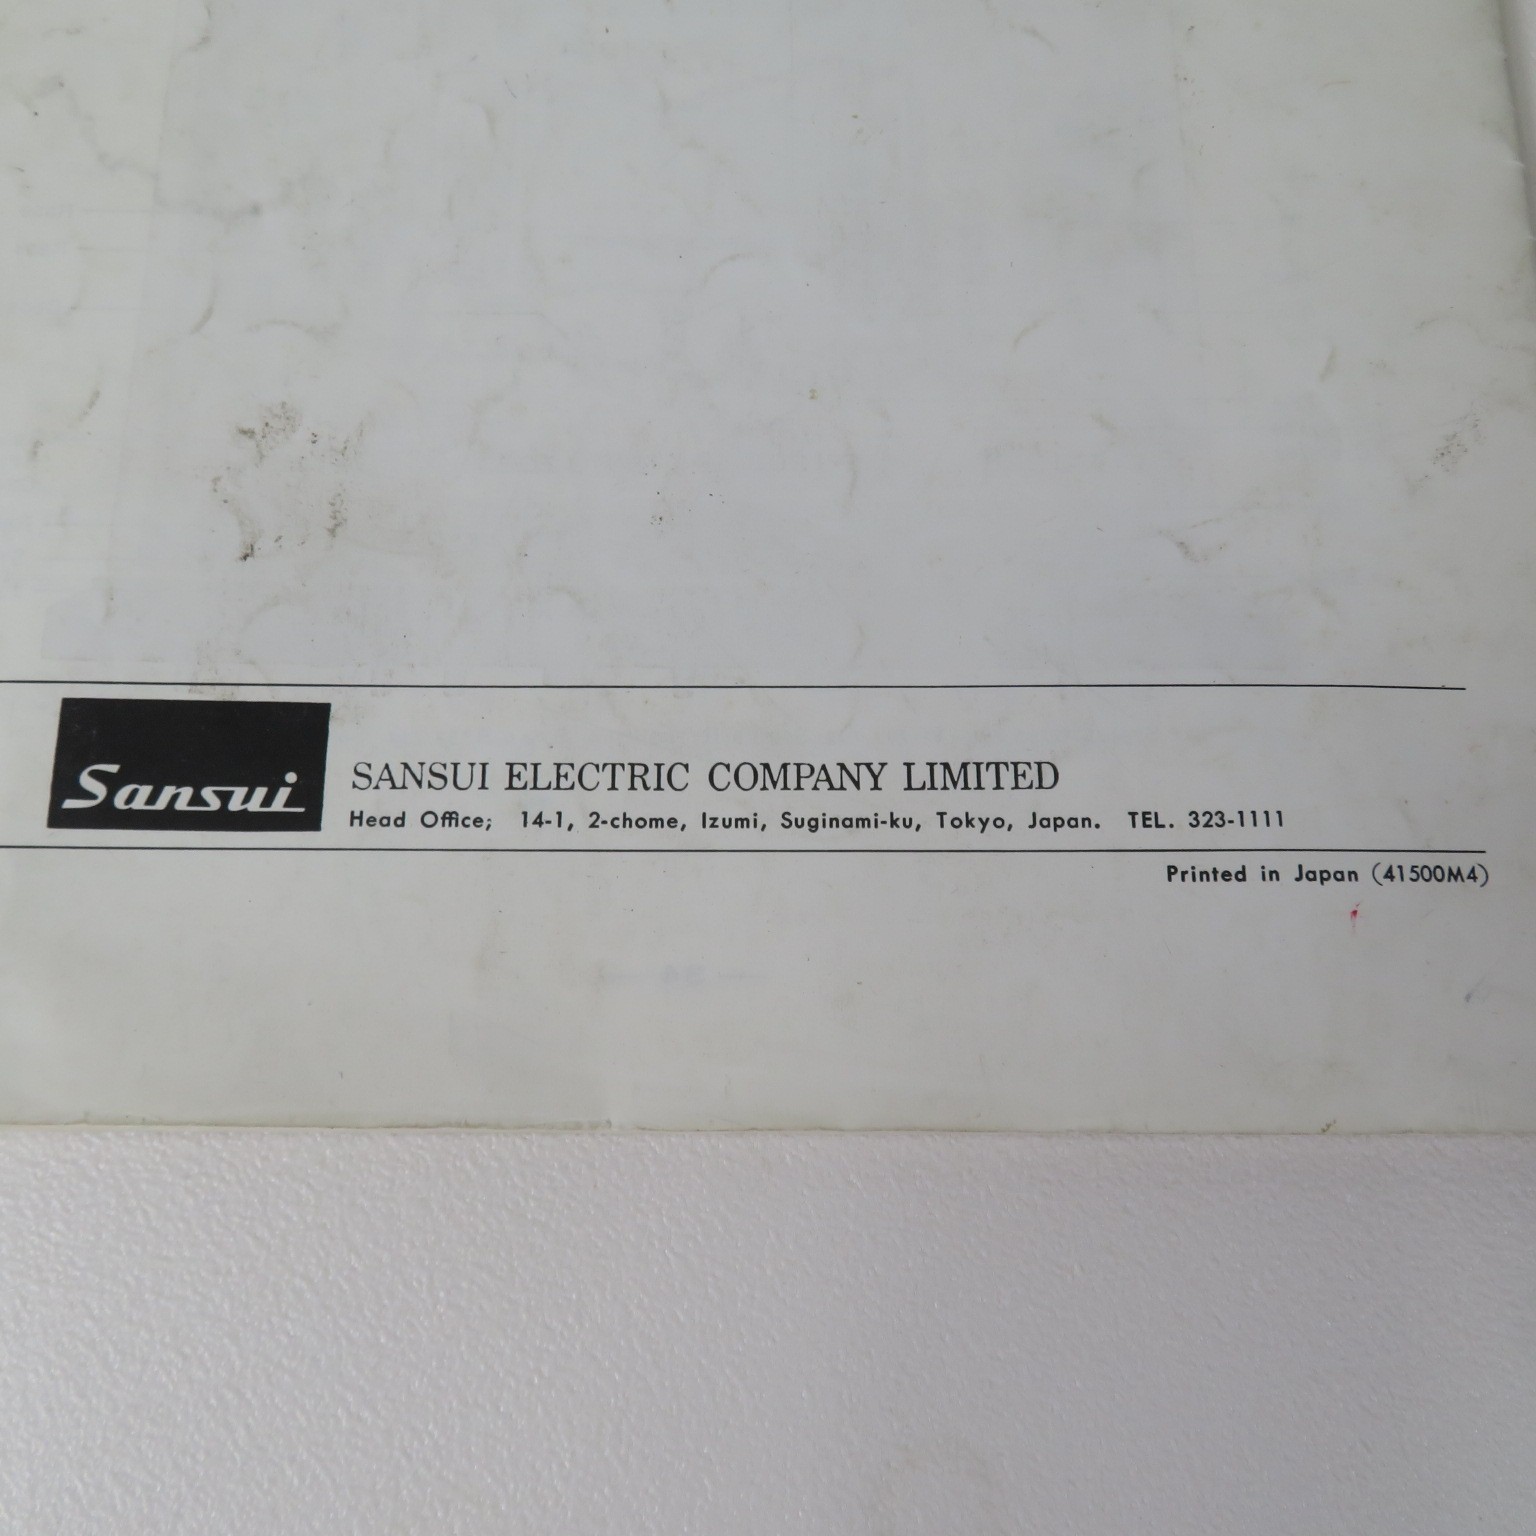 Sansui
SANSUI ELECTRIC COMPANY LIMITED
Head Office; 14-1, 2-chome, Izumi, Suginami-ku, Tokyo, Japan. TEL. 323-1111
Printed in Japan (41500M4)